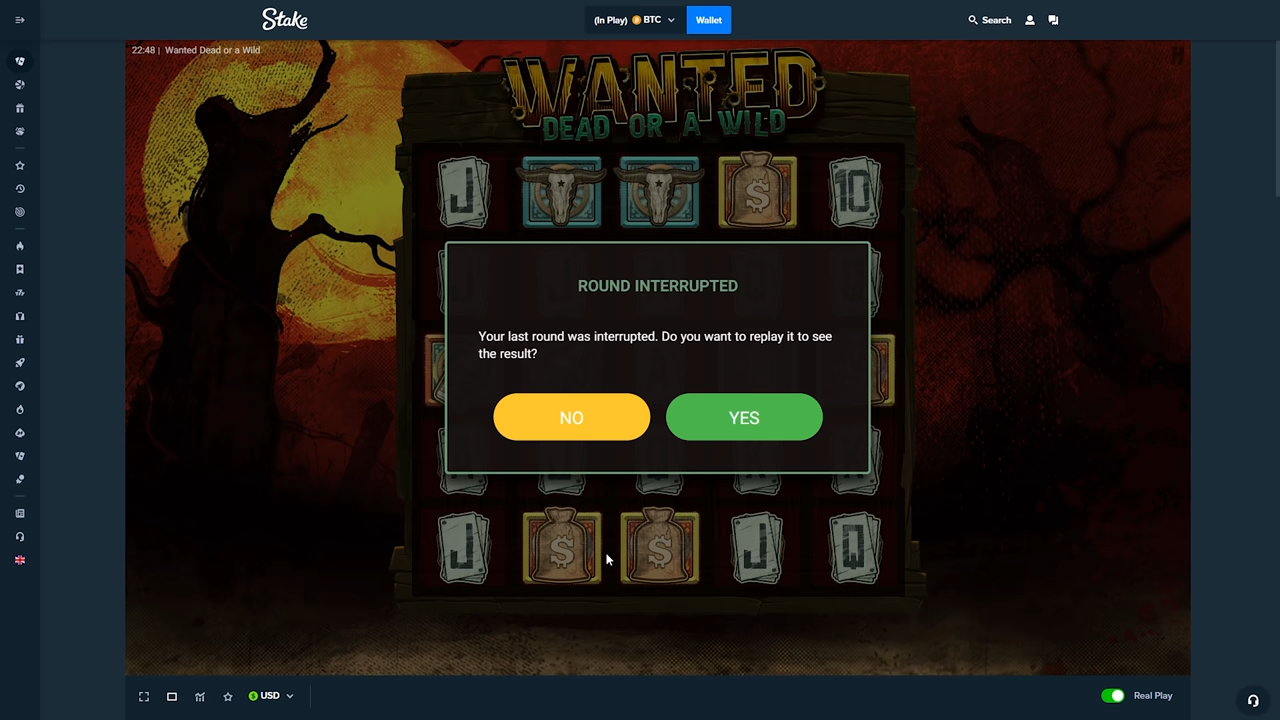 Stake
(In Play) BTC
Wallet
Search
22:48 | Wanted Dead or a Wild
WANTED
DEAD OR A WILD
J
$
10
ROUND INTERRUPTED
Your last round was interrupted. Do you want to replay it to see
the result?
NO
YES
J
$
$
J
Q
USD
Real Play